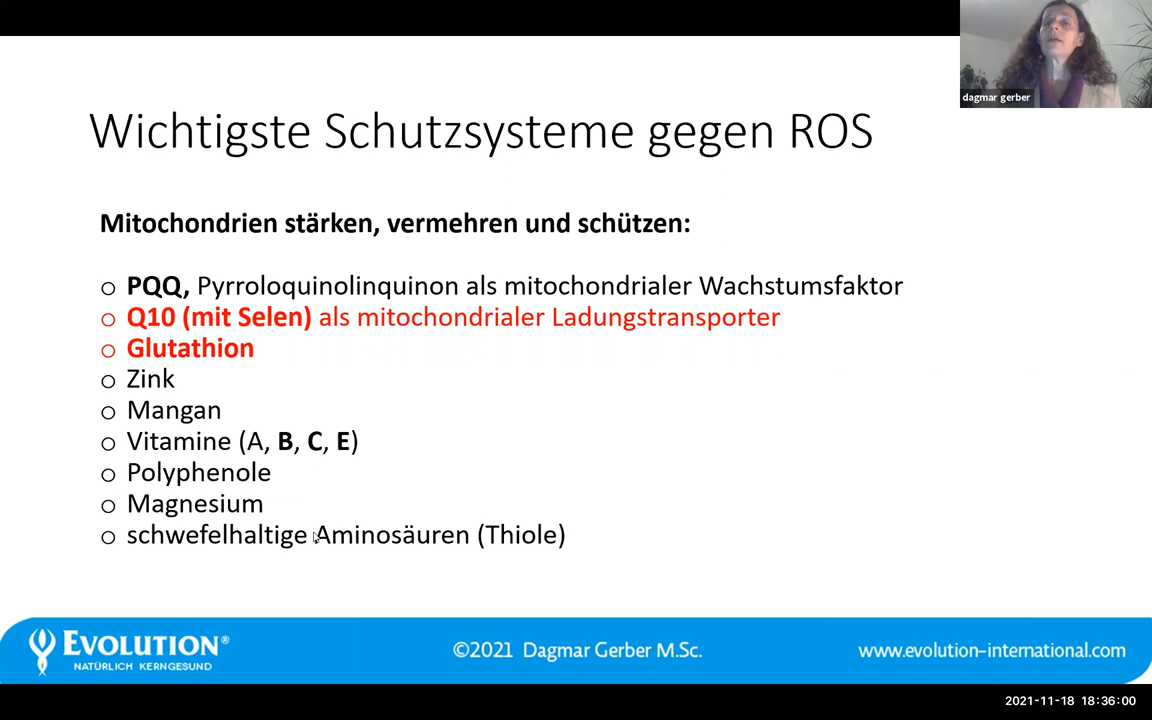 dagmar gerber
Wichtigste Schutzsysteme gegen ROS
Mitochondrien stärken, vermehren und schützen:
o PQQ, Pyrroloquinolinquinon als mitochondrialer Wachstumsfaktor
o Q10 (mit Selen) als mitochondrialer Ladungstransporter
o Glutathion
o Zink
o Mangan
o Vitamine (A, B, C, E)
o Polyphenole
o Magnesium
o schwefelhaltige Aminosäuren (Thiole)
EVOLUTION®
NATÜRLICH KERNGESUND
©2021 Dagmar Gerber M.Sc.
www.evolution-international.com
2021-11-18 18:36:00